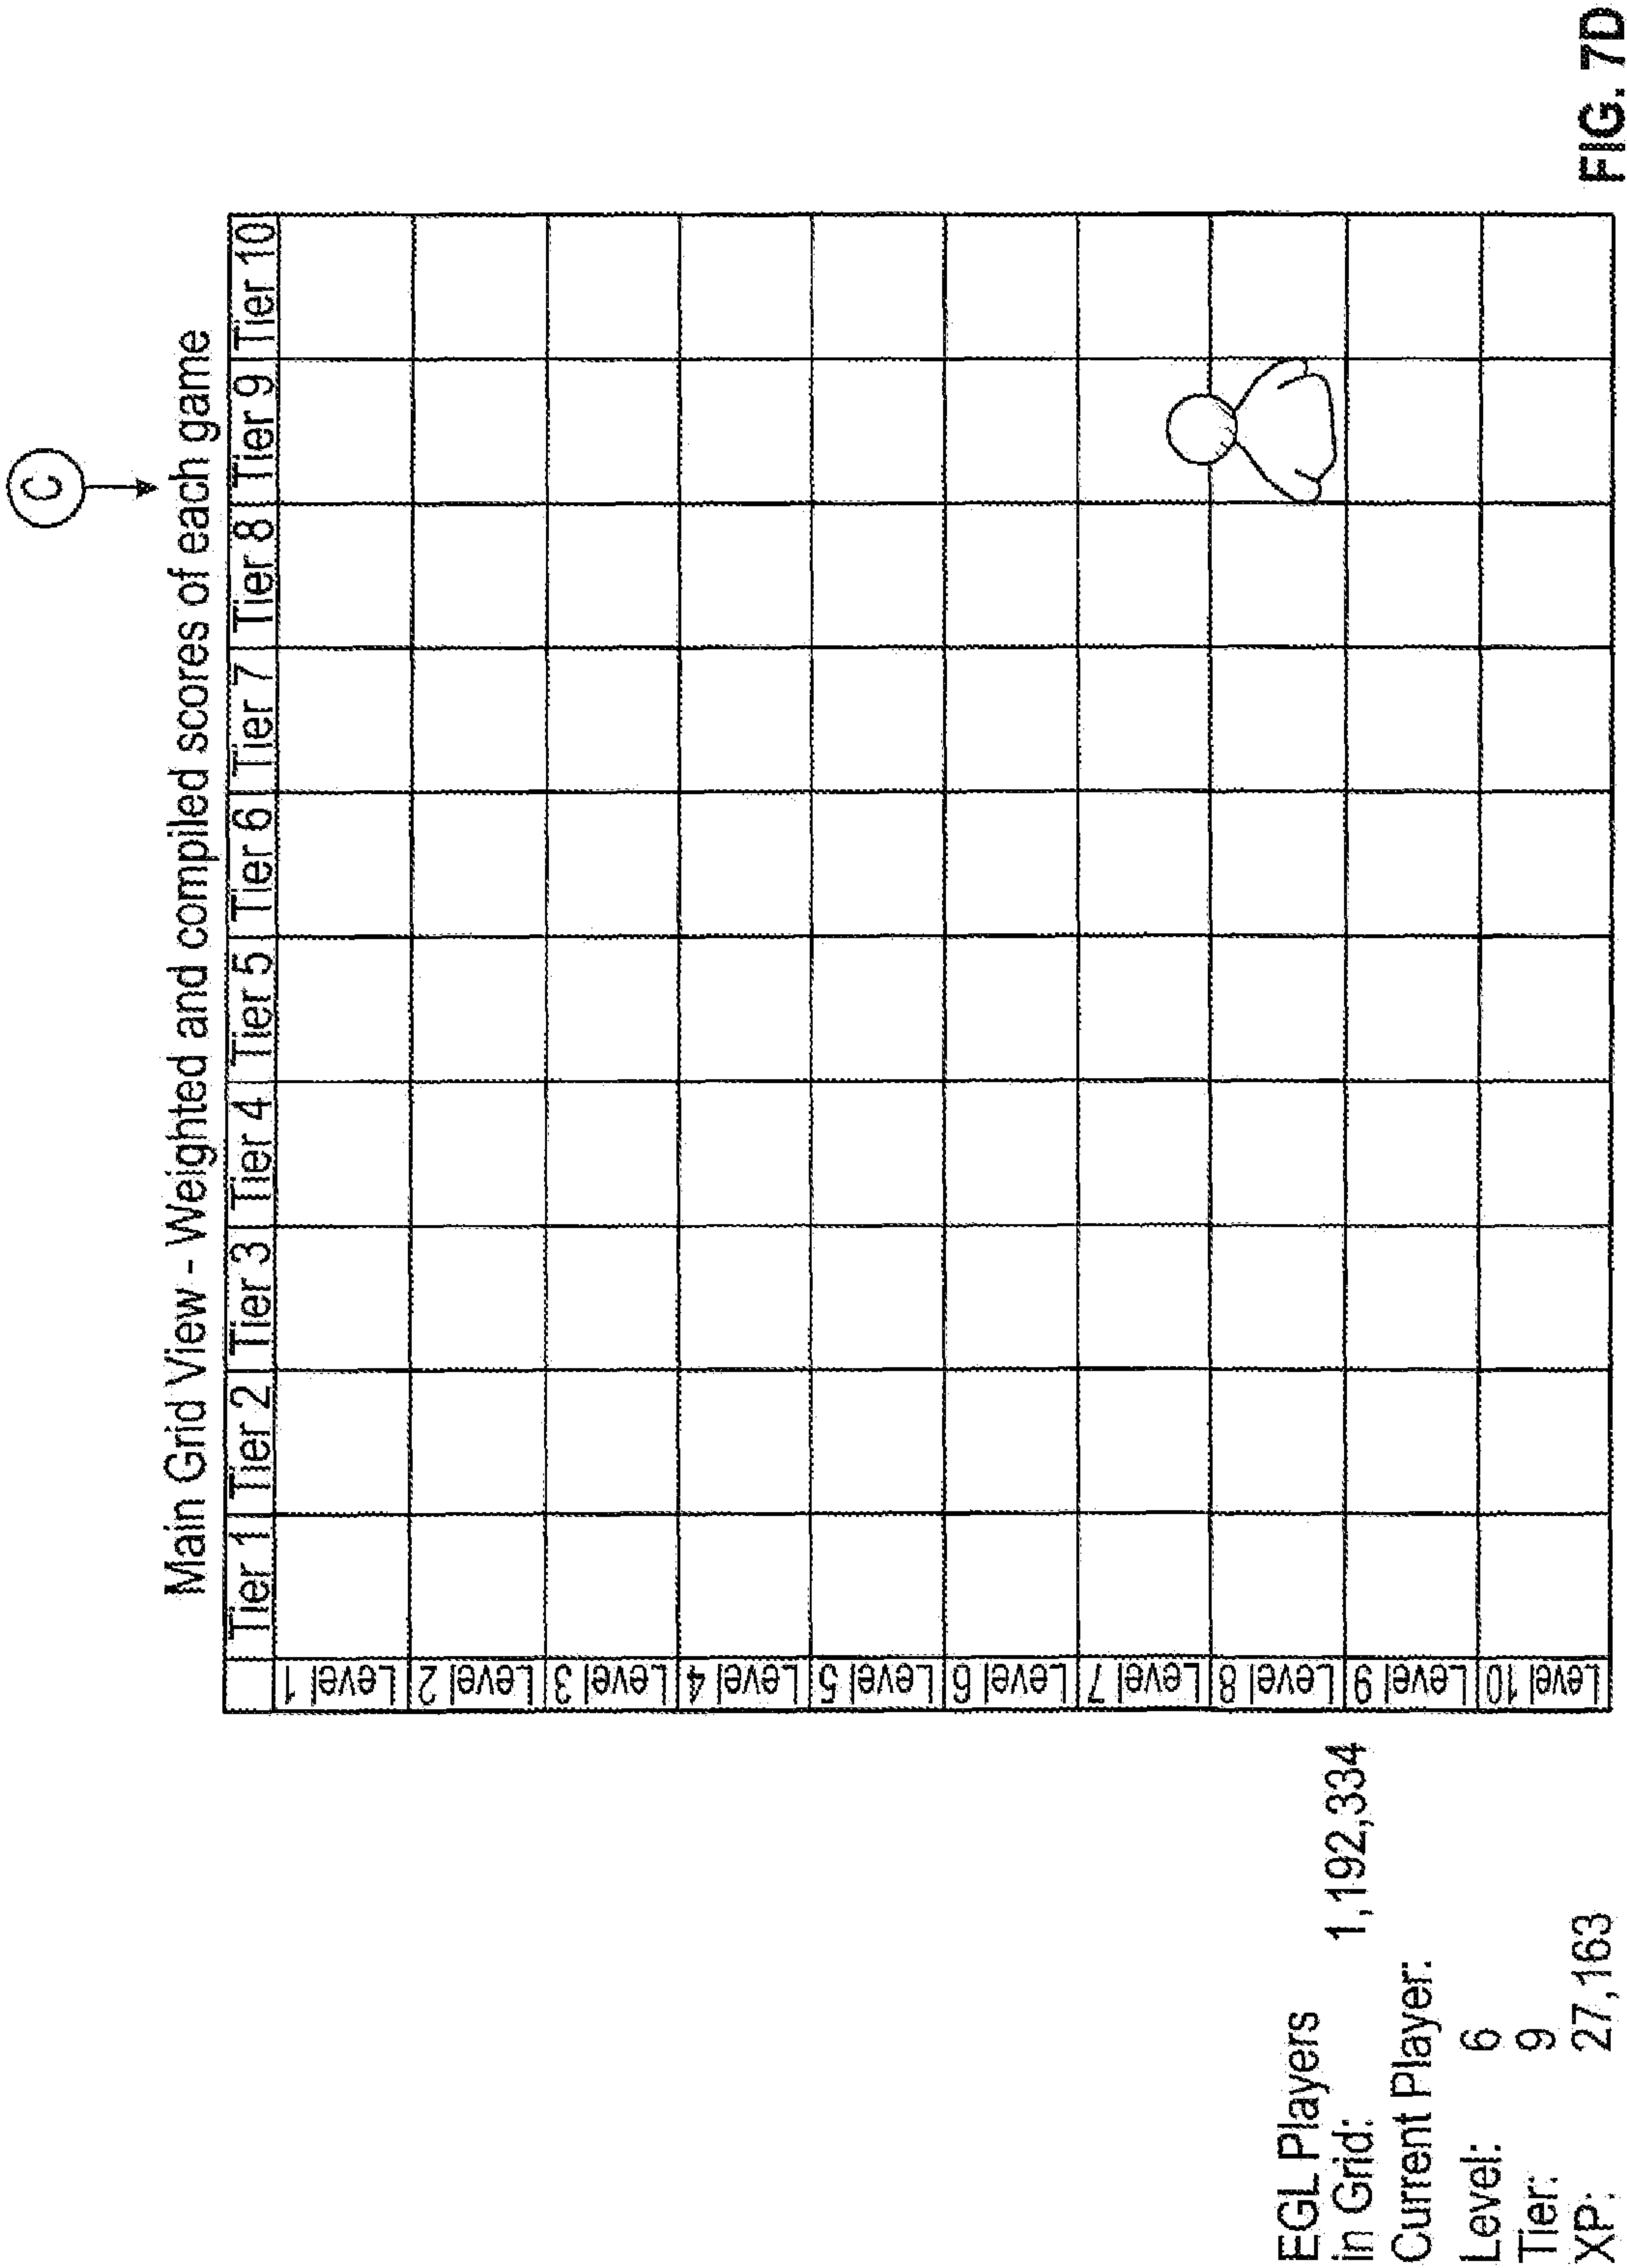 C
Main Grid View - Weighted and compiled scores of each game
Tier 1 Tier 2 Tier 3 Tier 4 Tier 5 Tier 6 Tier 7 Tier 8 Tier 9 Tier 10
Level 1
Level 2
Level 3
Level 4
Level 5
Level 6
Level 7
Level 8
Level 9
Level 10
EGL Players
in Grid: 1,192,334
Current Player:
Level: 6
Tier: 9
XP: 27,163
FIG. 7D